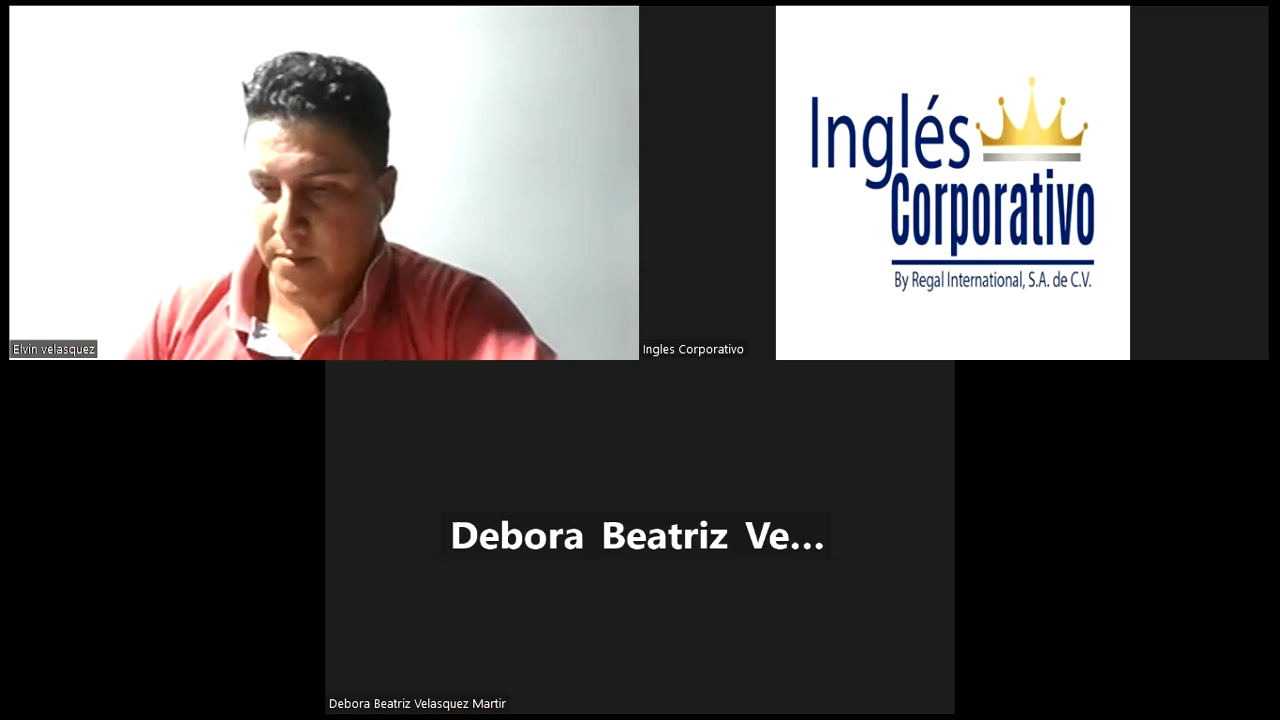 Inglés
Corporativo
By Regal International, S.A. de C.V.
Elvin velasquez
Ingles Corporativo
Debora Beatriz Ve...
Debora Beatriz Velasquez Martir